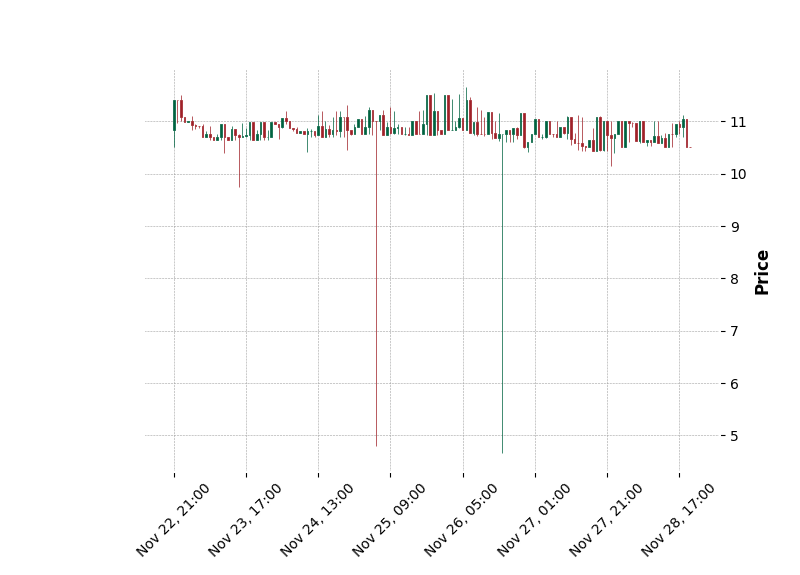 11
10
9
8
7
6
5
Price
Nov 22, 21:00
Nov 23, 17:00
Nov 24, 13:00
Nov 25, 09:00
Nov 26, 05:00
Nov 27, 01:00
Nov 27, 21:00
Nov 28, 17:00